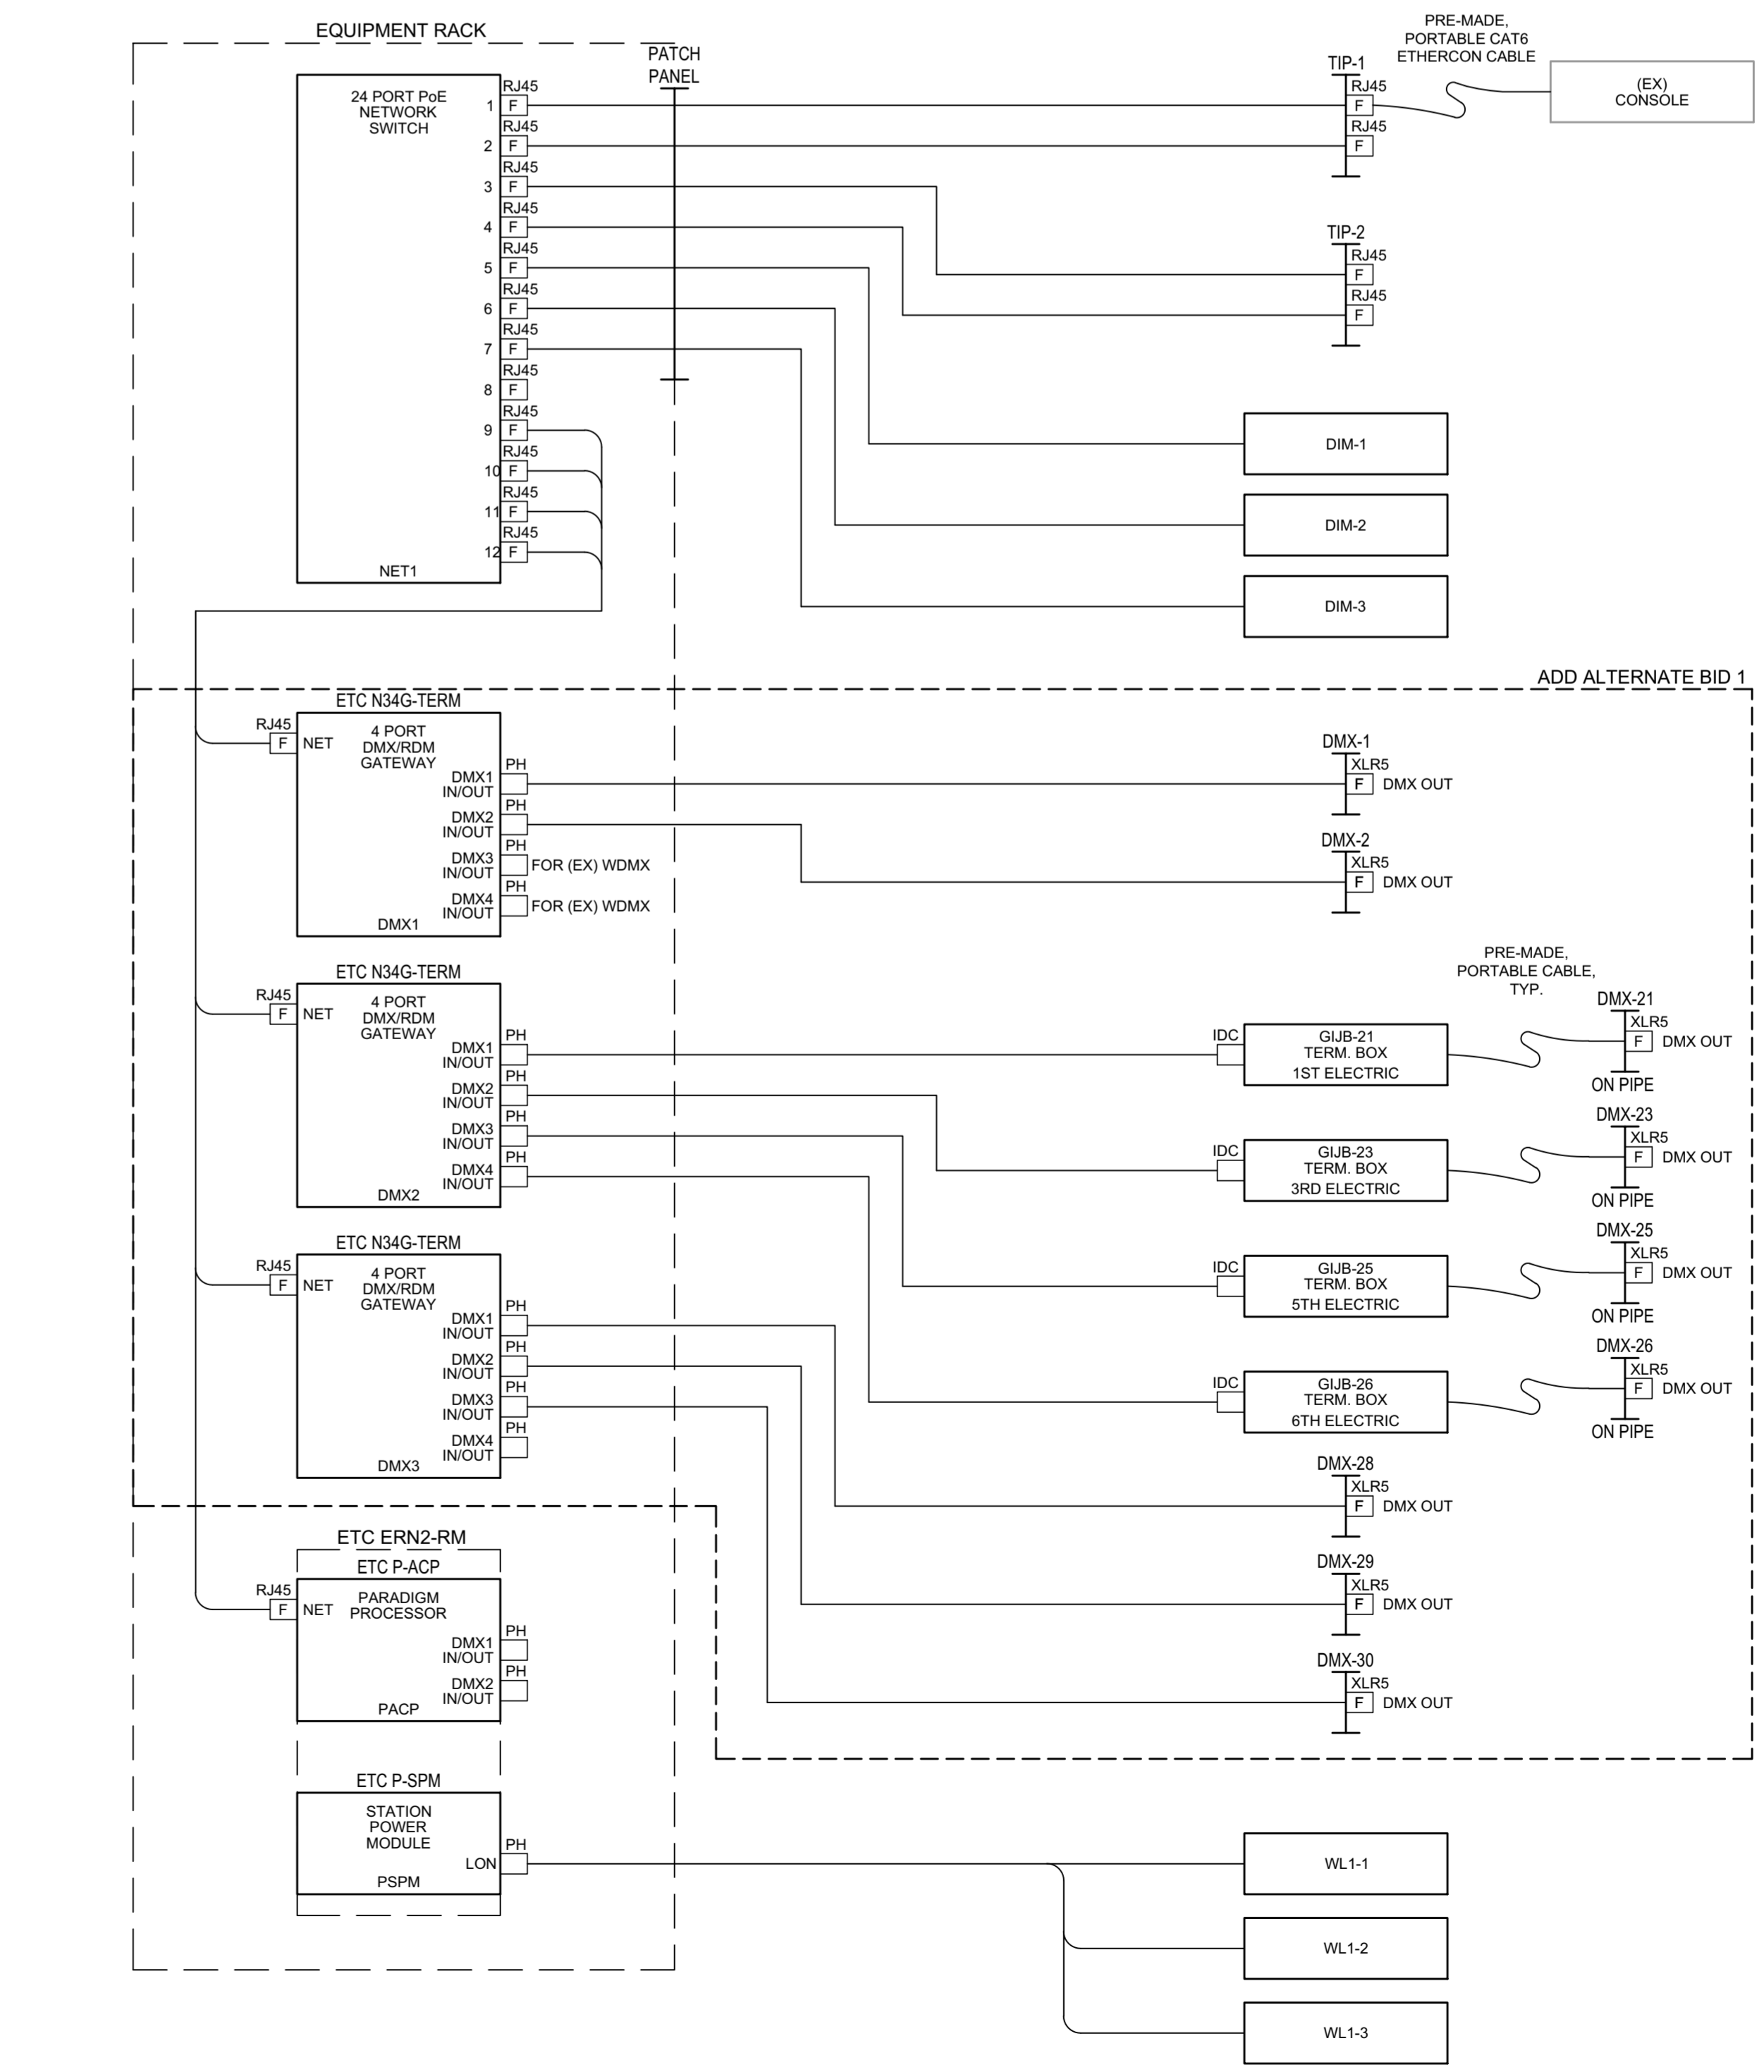 EQUIPMENT RACK
PATCH
PANEL
24 PORT PoE
NETWORK
SWITCH
RJ45
1 F
RJ45
2 F
RJ45
3 F
RJ45
4 F
RJ45
5 F
RJ45
6 F
RJ45
7 F
RJ45
8 F
RJ45
9 F
RJ45
10 F
RJ45
11 F
RJ45
12 F
NET1
TIP-1
RJ45
F
RJ45
F
PRE-MADE,
PORTABLE CAT6
ETHERCON CABLE
(EX)
CONSOLE
TIP-2
RJ45
F
RJ45
F
DIM-1
DIM-2
DIM-3
ADD ALTERNATE BID 1
ETC N34G-TERM
RJ45
F NET
4 PORT
DMX/RDM
GATEWAY
PH
DMX1
IN/OUT
PH
DMX2
IN/OUT
PH
DMX3
IN/OUT
FOR (EX) WDMX
PH
DMX4
IN/OUT
FOR (EX) WDMX
DMX1
DMX-1
XLR5
F DMX OUT
DMX-2
XLR5
F DMX OUT
ETC N34G-TERM
RJ45
F NET
4 PORT
DMX/RDM
GATEWAY
PH
DMX1
IN/OUT
PH
DMX2
IN/OUT
PH
DMX3
IN/OUT
PH
DMX4
IN/OUT
DMX2
PRE-MADE,
PORTABLE CABLE,
TYP.
IDC
GIJB-21
TERM. BOX
1ST ELECTRIC
DMX-21
XLR5
F DMX OUT
ON PIPE
IDC
GIJB-23
TERM. BOX
3RD ELECTRIC
DMX-23
XLR5
F DMX OUT
ON PIPE
IDC
GIJB-25
TERM. BOX
5TH ELECTRIC
DMX-25
XLR5
F DMX OUT
ON PIPE
IDC
GIJB-26
TERM. BOX
6TH ELECTRIC
DMX-26
XLR5
F DMX OUT
ON PIPE
ETC N34G-TERM
RJ45
F NET
4 PORT
DMX/RDM
GATEWAY
PH
DMX1
IN/OUT
PH
DMX2
IN/OUT
PH
DMX3
IN/OUT
PH
DMX4
IN/OUT
DMX3
DMX-28
XLR5
F DMX OUT
DMX-29
XLR5
F DMX OUT
DMX-30
XLR5
F DMX OUT
ETC ERN2-RM
ETC P-ACP
RJ45
F NET
PARADIGM
PROCESSOR
PH
DMX1
IN/OUT
PH
DMX2
IN/OUT
PACP
ETC P-SPM
STATION
POWER
MODULE
PH
LON
PSPM
WL1-1
WL1-2
WL1-3